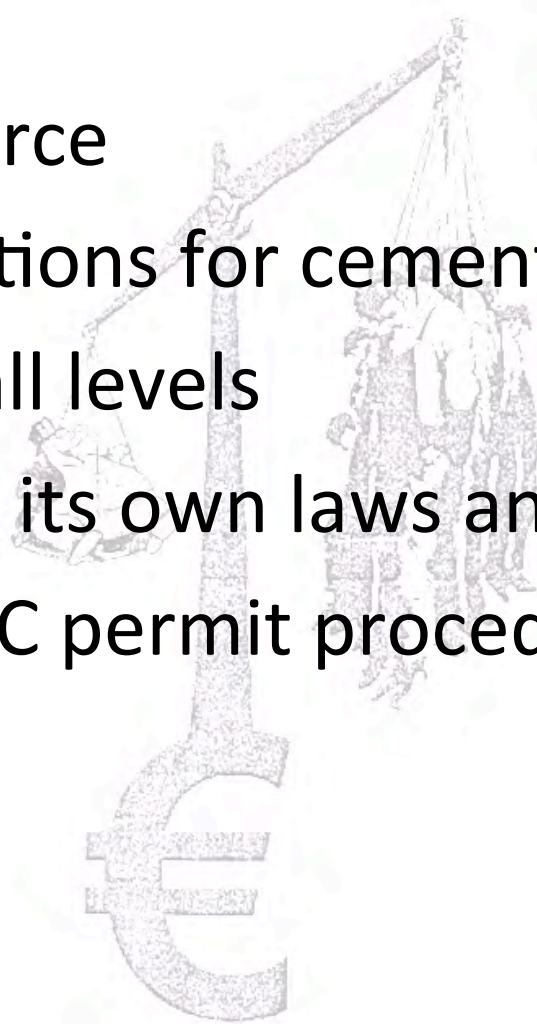 rce
tions for cement
ll levels
its own laws an
C permit proced